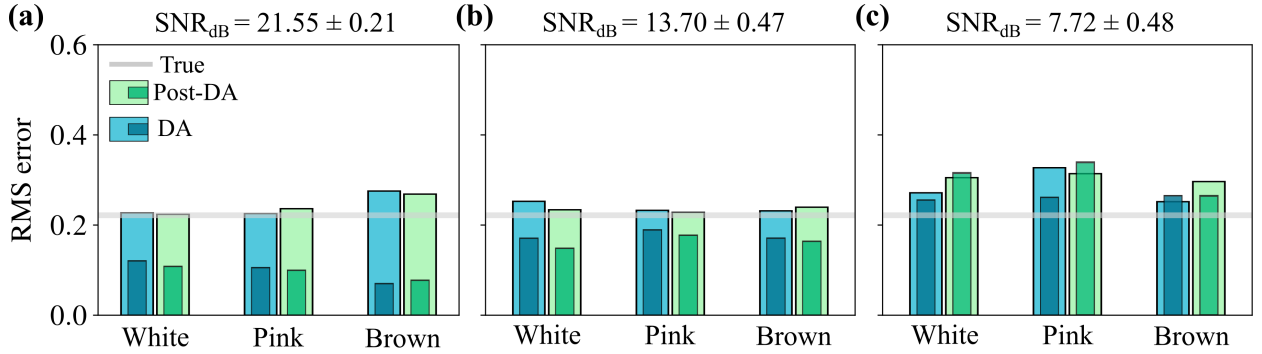 (a) SNR_dB = 21.55 ± 0.21
(b) SNR_dB = 13.70 ± 0.47
(c) SNR_dB = 7.72 ± 0.48
RMS error
0.6
0.4
0.2
0.0
True
Post-DA
DA
White Pink Brown
White Pink Brown
White Pink Brown